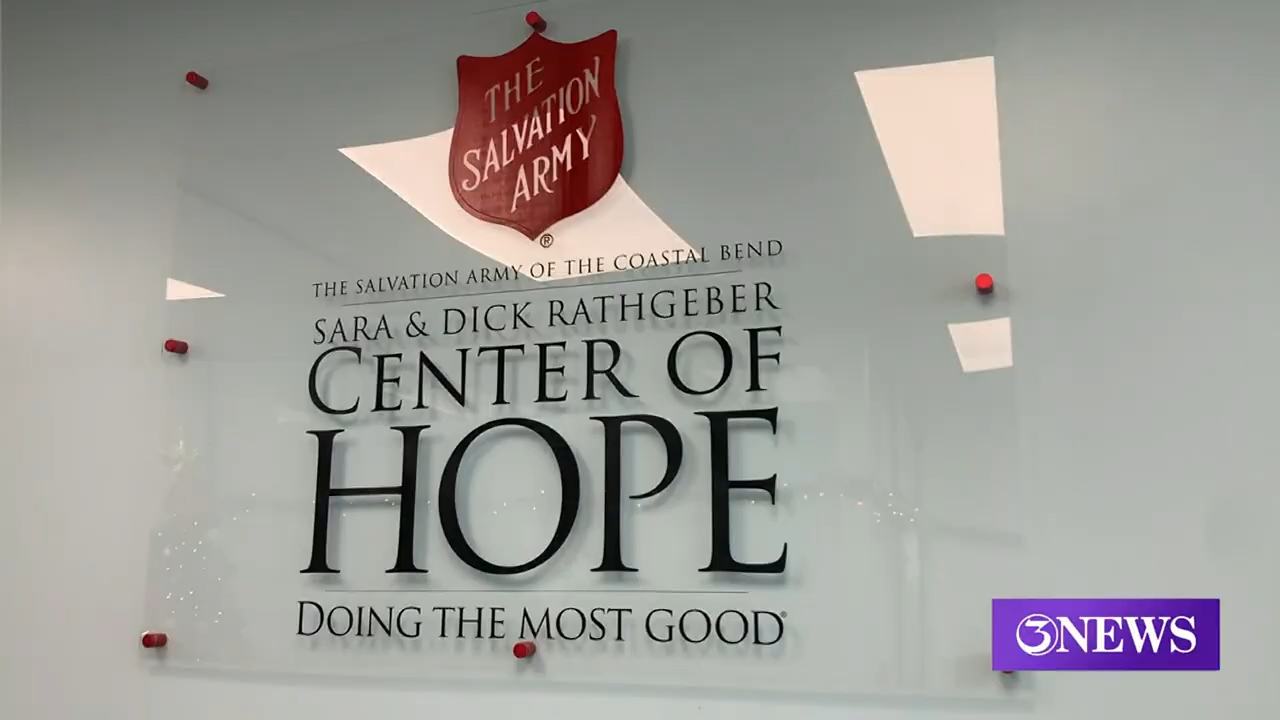 THE
SALVATION
ARMY
®
THE SALVATION ARMY OF THE COASTAL BEND
SARA & DICK RATHGEBER
CENTER OF
HOPE
DOING THE MOST GOOD®
3NEWS